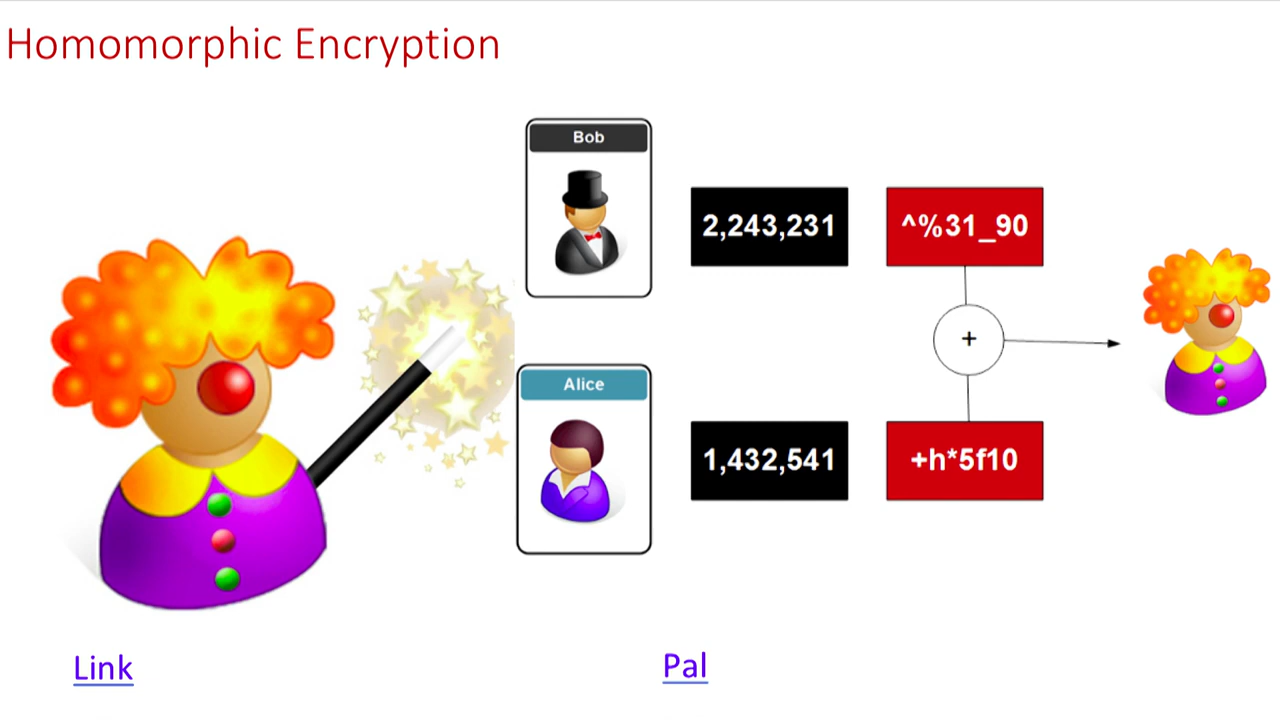 Homomorphic Encryption
Bob
2,243,231
^%31_90
+
Alice
1,432,541
+h*5f10
Link
Pal